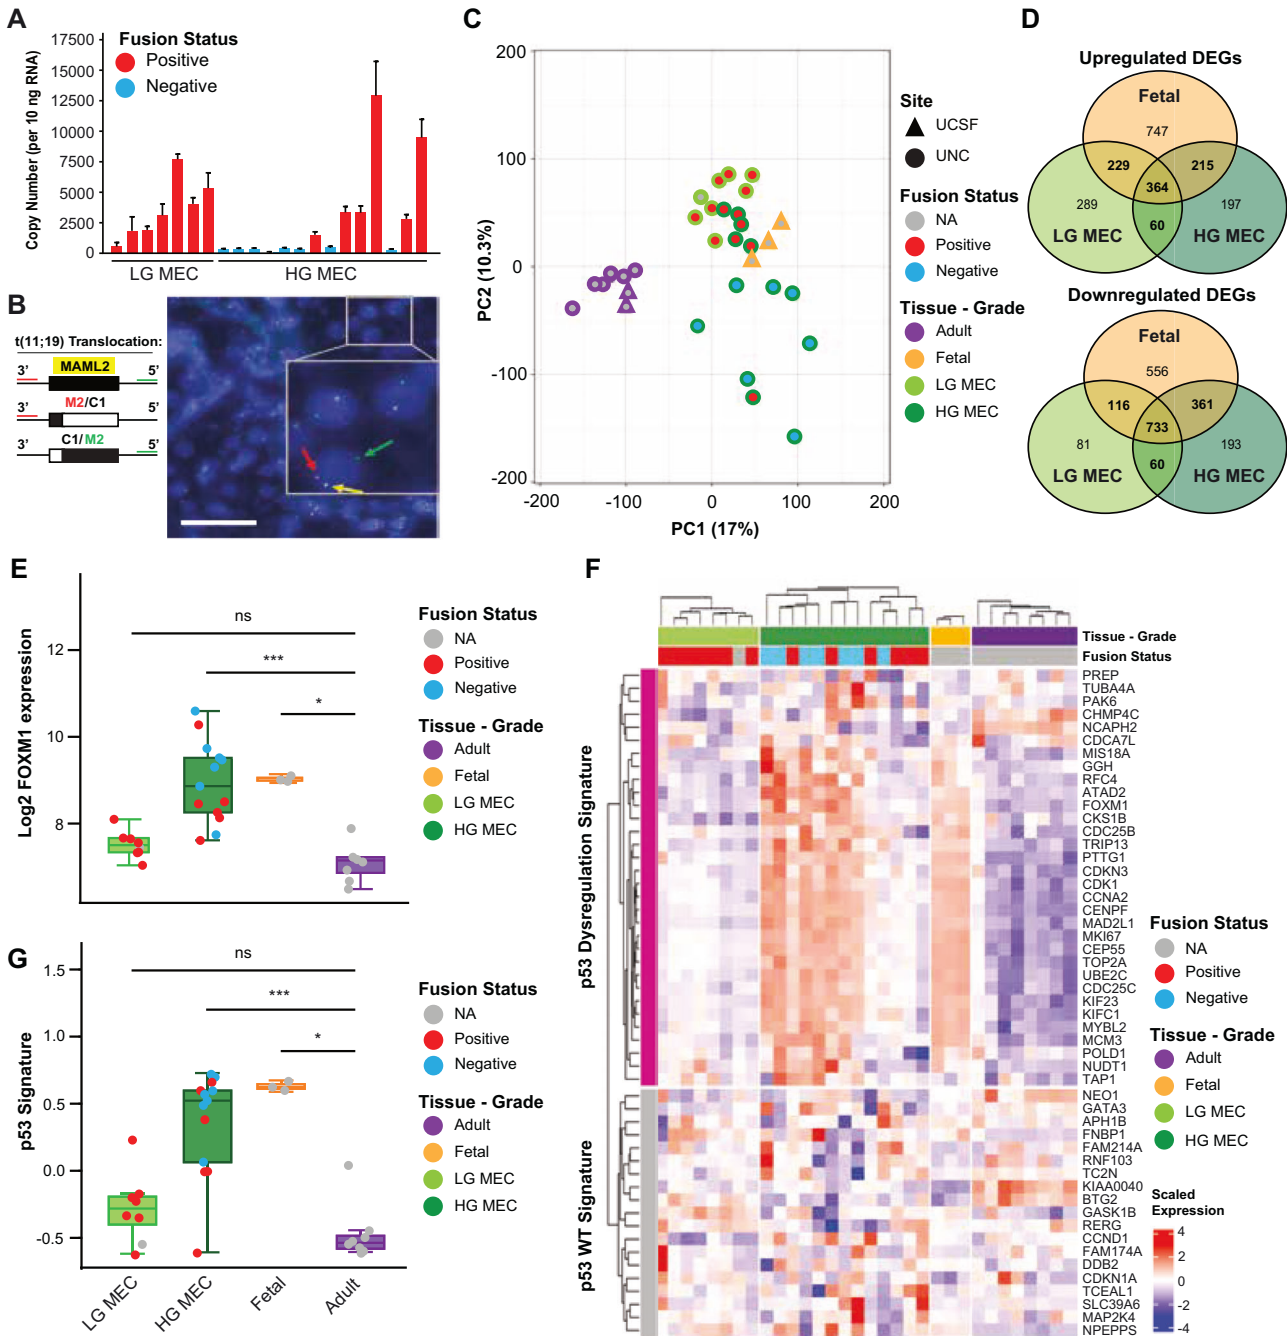 A
17500
15000
12500
10000
7500
5000
2500
0
Copy Number (per 10 ng RNA)
Fusion Status
Positive
Negative
LG MEC
HG MEC
B
t(11;19) Translocation:
3' MAML2 5'
M2/C1
3' 5'
C1/M2
3' 5'
C
200
100
0
-100
-200
PC2 (10.3%)
-200 -100 0 100 200
PC1 (17%)
Site
UCSF
UNC
Fusion Status
NA
Positive
Negative
Tissue - Grade
Adult
Fetal
LG MEC
HG MEC
D
Upregulated DEGs
Fetal
747
229 215
364
289 197
60
LG MEC HG MEC
Downregulated DEGs
Fetal
556
116 361
733
81 193
60
LG MEC HG MEC
E
12
10
8
Log2 FOXM1 expression
ns
***
*
Fusion Status
NA
Positive
Negative
Tissue - Grade
Adult
Fetal
LG MEC
HG MEC
G
1.5
1.0
0.5
0.0
-0.5
p53 Signature
ns
***
*
LG MEC
HG MEC
Fetal
Adult
Fusion Status
NA
Positive
Negative
Tissue - Grade
Adult
Fetal
LG MEC
HG MEC
F
Tissue - Grade
Fusion Status
p53 Dysregulation Signature
PREP
TUBA4A
PAK6
CHMP4C
NCAPH2
CDCA7L
MIS18A
GGH
RFC4
ATAD2
FOXM1
CKS1B
CDC25B
TRIP13
PTTG1
CDKN3
CDK1
CCNA2
CENPF
MAD2L1
MKI67
CEP55
TOP2A
UBE2C
CDC25C
KIF23
KIFC1
MYBL2
MCM3
POLD1
NUDT1
TAP1
p53 WT Signature
NEO1
GATA3
APH1B
FNBP1
FAM214A
RNF103
TC2N
KIAA0040
BTG2
GASK1B
RERG
CCND1
FAM174A
DDB2
CDKN1A
TCEAL1
SLC39A6
MAP2K4
NPEPPS
Fusion Status
NA
Positive
Negative
Tissue - Grade
Adult
Fetal
LG MEC
HG MEC
Scaled
Expression
4
2
0
-2
-4